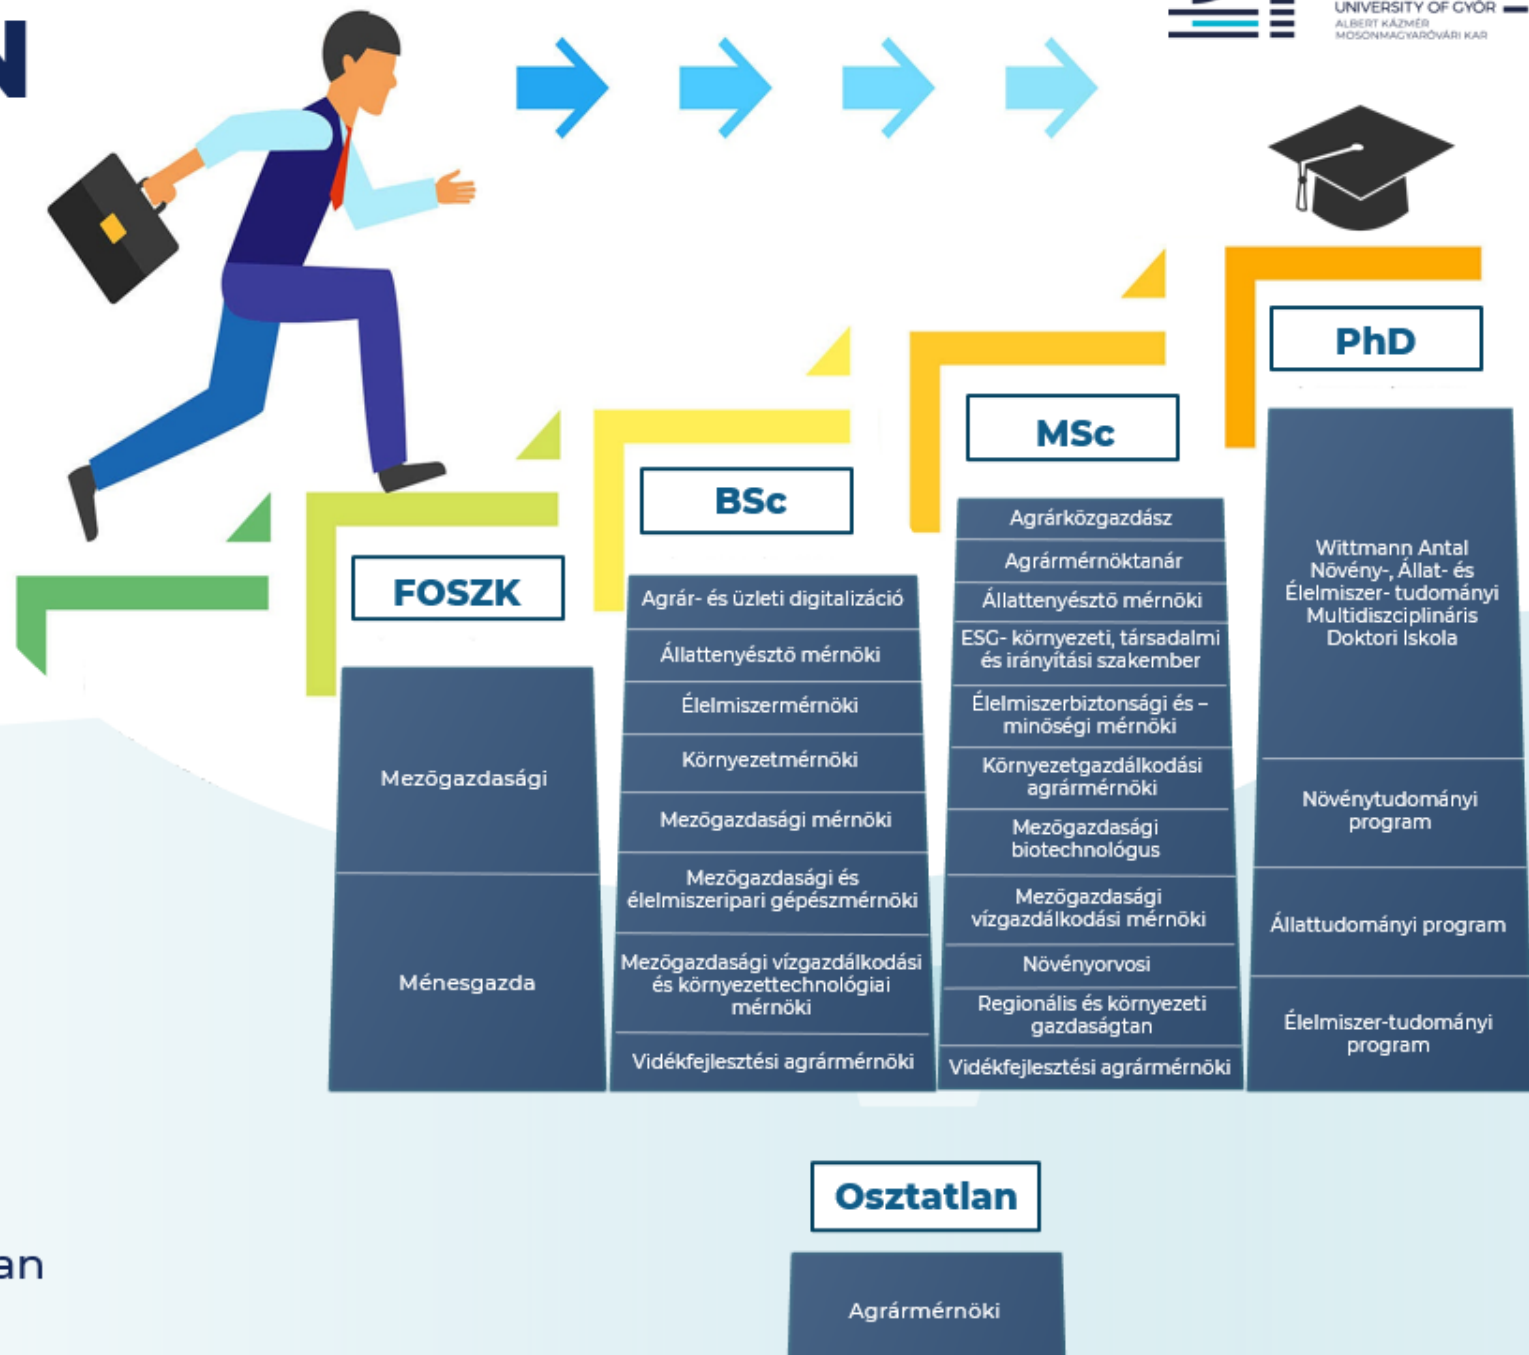 N
UNIVERSITY OF GYŐR
ALBERT KÁZMÉR
MOSONMAGYARÓVÁRI KAR
FOSZK
Mezőgazdasági
Ménesgazda
BSc
Agrár- és üzleti digitalizáció
Állattenyésztő mérnöki
Élelmiszermérnöki
Környezetmérnöki
Mezőgazdasági mérnöki
Mezőgazdasági és
élelmiszeripari gépészmérnöki
Mezőgazdasági vízgazdálkodási
és környezettechnológiai
mérnöki
Vidékfejlesztési agrármérnöki
MSc
Agrárközgazdász
Agrármérnöktanár
Állattenyésztő mérnöki
ESG- környezeti, társadalmi
és irányítási szakember
Élelmiszerbiztonsági és –
minőségi mérnöki
Környezetgazdálkodási
agrármérnöki
Mezőgazdasági
biotechnológus
Mezőgazdasági
vízgazdálkodási mérnöki
Növényorvosi
Regionális és környezeti
gazdaságtan
Vidékfejlesztési agrármérnöki
PhD
Wittmann Antal
Növény-, Állat- és
Élelmiszer- tudományi
Multidiszciplináris
Doktori Iskola
Növénytudományi
program
Állattudományi program
Élelmiszer-tudományi
program
Osztatlan
Agrármérnöki
an